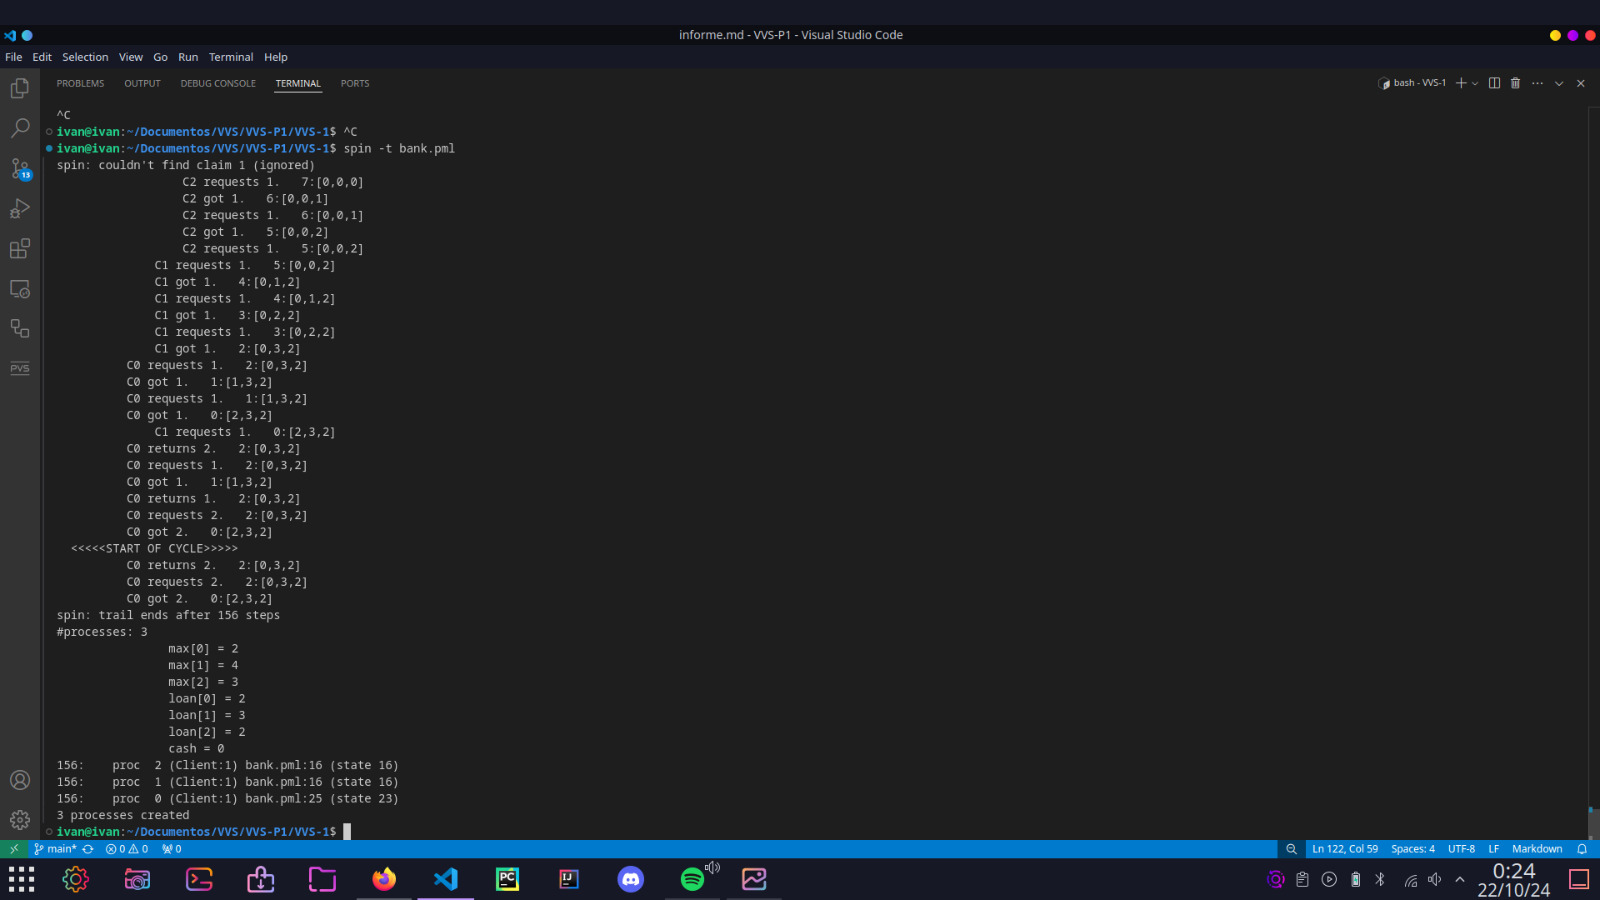 informe.md - VVS-P1 - Visual Studio Code
File Edit Selection View Go Run Terminal Help
PROBLEMS OUTPUT DEBUG CONSOLE TERMINAL PORTS
bash - VVS-1
^C
ivan@ivan:~/Documentos/VVS/VVS-P1/VVS-1$ ^C
ivan@ivan:~/Documentos/VVS/VVS-P1/VVS-1$ spin -t bank.pml
spin: couldn't find claim 1 (ignored)
C2 requests 1.   7:[0,0,0]
C2 got 1.   6:[0,0,1]
C2 requests 1.   6:[0,0,1]
C2 got 1.   5:[0,0,2]
C2 requests 1.   5:[0,0,2]
C1 requests 1.   5:[0,0,2]
C1 got 1.   4:[0,1,2]
C1 requests 1.   4:[0,1,2]
C1 got 1.   3:[0,2,2]
C1 requests 1.   3:[0,2,2]
C1 got 1.   2:[0,3,2]
C0 requests 1.   2:[0,3,2]
C0 got 1.   1:[1,3,2]
C0 requests 1.   1:[1,3,2]
C0 got 1.   0:[2,3,2]
C1 requests 1.   0:[2,3,2]
C0 returns 2.   2:[0,3,2]
C0 requests 1.   2:[0,3,2]
C0 got 1.   1:[1,3,2]
C0 returns 1.   2:[0,3,2]
C0 requests 2.   2:[0,3,2]
C0 got 2.   0:[2,3,2]
<<<<<START OF CYCLE>>>>>
C0 returns 2.   2:[0,3,2]
C0 requests 2.   2:[0,3,2]
C0 got 2.   0:[2,3,2]
spin: trail ends after 156 steps
#processes: 3
max[0] = 2
max[1] = 4
max[2] = 3
loan[0] = 2
loan[1] = 3
loan[2] = 2
cash = 0
156:    proc  2 (Client:1) bank.pml:16 (state 16)
156:    proc  1 (Client:1) bank.pml:16 (state 16)
156:    proc  0 (Client:1) bank.pml:25 (state 23)
3 processes created
ivan@ivan:~/Documentos/VVS/VVS-P1/VVS-1$
13
PVS
main* 0 0 0 Ln 122, Col 59 Spaces: 4 UTF-8 LF Markdown
PC
IJ
0:24
22/10/24